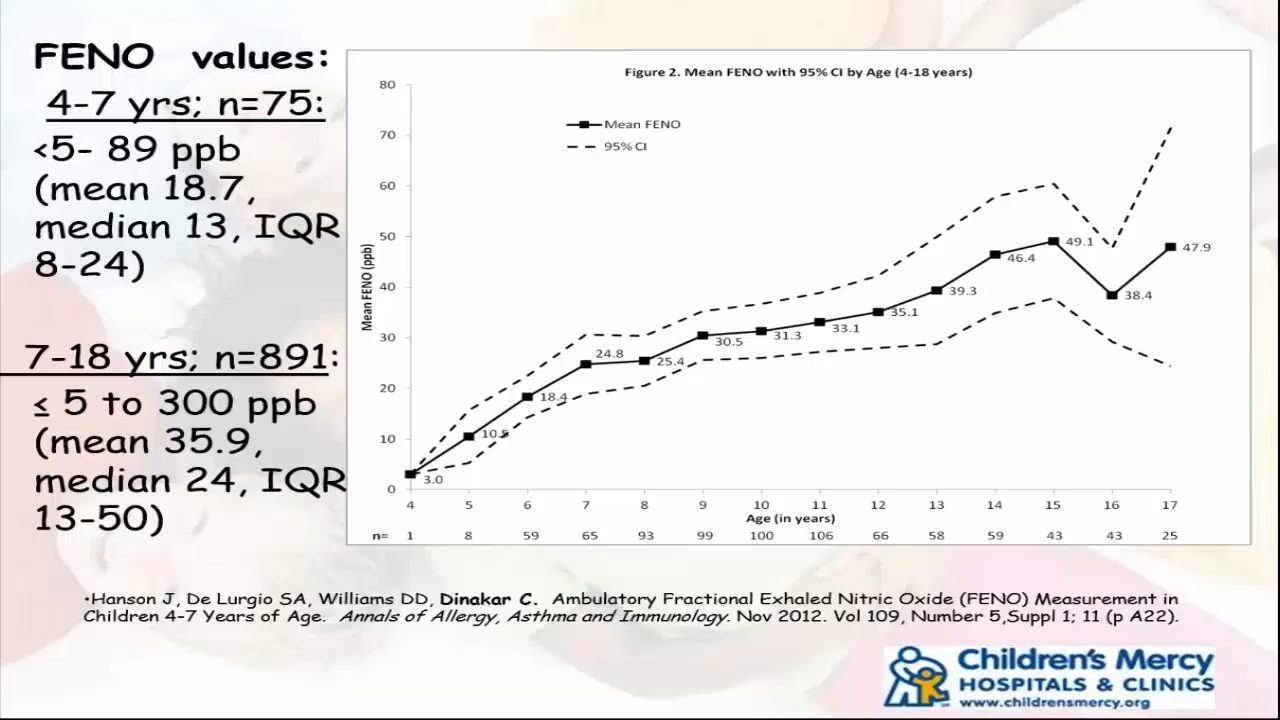 FENO values:
4-7 yrs; n=75:
<5- 89 ppb
(mean 18.7,
median 13, IQR
8-24)
7-18 yrs; n=891:
≤ 5 to 300 ppb
(mean 35.9,
median 24, IQR
13-50)
Figure 2. Mean FENO with 95% CI by Age (4-18 years)
Mean FENO
95% CI
Mean FENO (ppb)
80
70
60
50
40
30
20
10
0
3.0
10.5
18.4
24.8
25.4
30.5
31.3
33.1
35.1
39.3
46.4
49.1
38.4
47.9
4 5 6 7 8 9 10 11 12 13 14 15 16 17
Age (in years)
n= 1 8 59 65 93 99 100 106 66 58 59 43 43 25
•Hanson J, De Lurgio SA, Williams DD, Dinakar C. Ambulatory Fractional Exhaled Nitric Oxide (FENO) Measurement in
Children 4-7 Years of Age. Annals of Allergy, Asthma and Immunology. Nov 2012. Vol 109, Number 5,Suppl 1; 11 (p A22).
Children's Mercy
HOSPITALS & CLINICS
www.childrensmercy.org